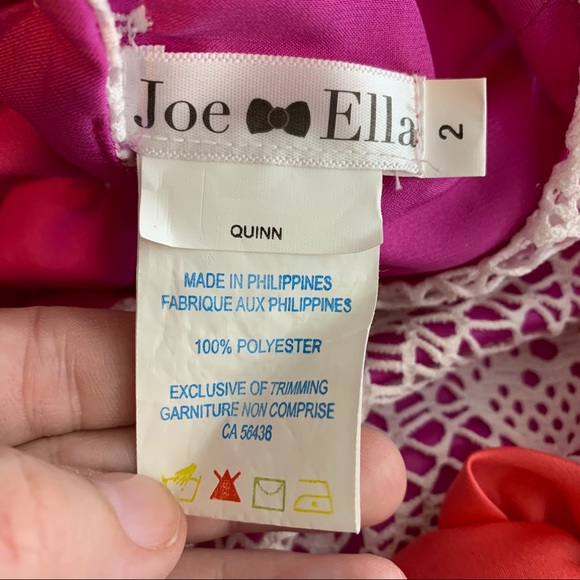 Joe Ella
2
QUINN
MADE IN PHILIPPINES
FABRIQUE AUX PHILIPPINES
100% POLYESTER
EXCLUSIVE OF TRIMMING
GARNITURE NON COMPRISE
CA 56436